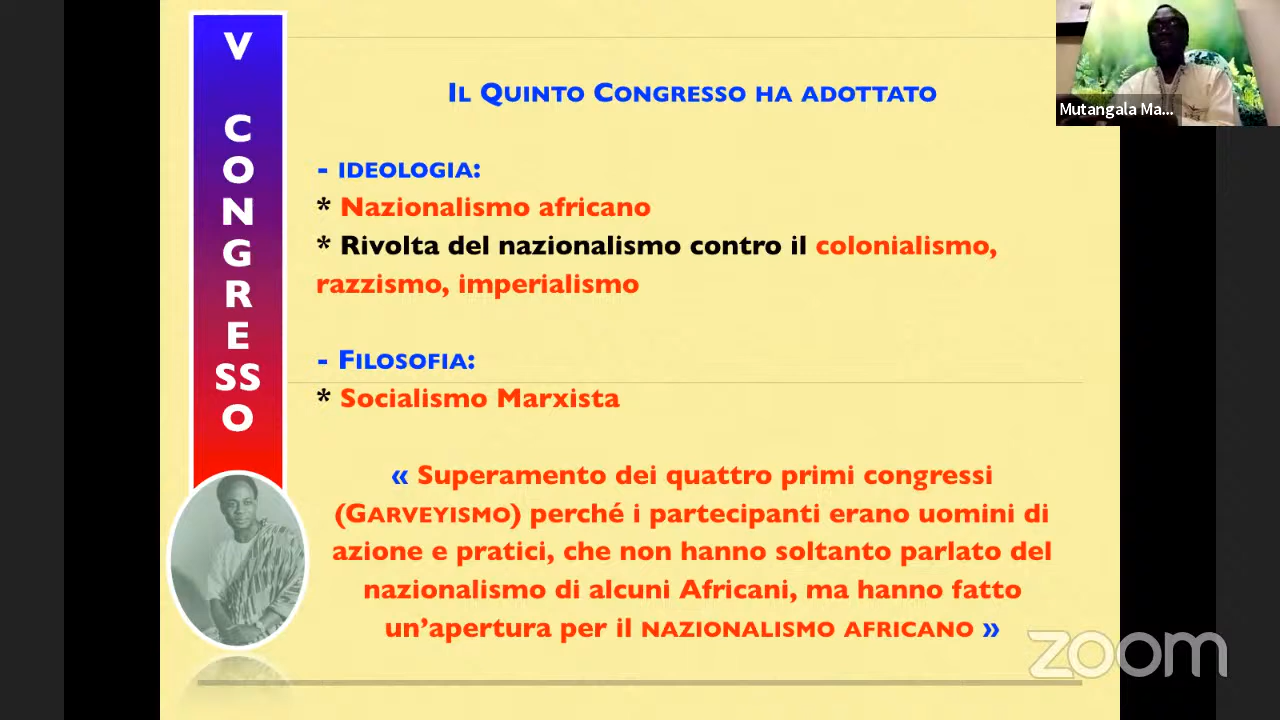 V CONGRESSO
IL QUINTO CONGRESSO HA ADOTTATO
- IDEOLOGIA:
* Nazionalismo africano
* Rivolta del nazionalismo contro il colonialismo,
razzismo, imperialismo
- FILOSOFIA:
* Socialismo Marxista
« Superamento dei quattro primi congressi
(GARVEYISMO) perché i partecipanti erano uomini di
azione e pratici, che non hanno soltanto parlato del
nazionalismo di alcuni Africani, ma hanno fatto
un’apertura per il NAZIONALISMO AFRICANO »
Mutangala Ma...
zoom